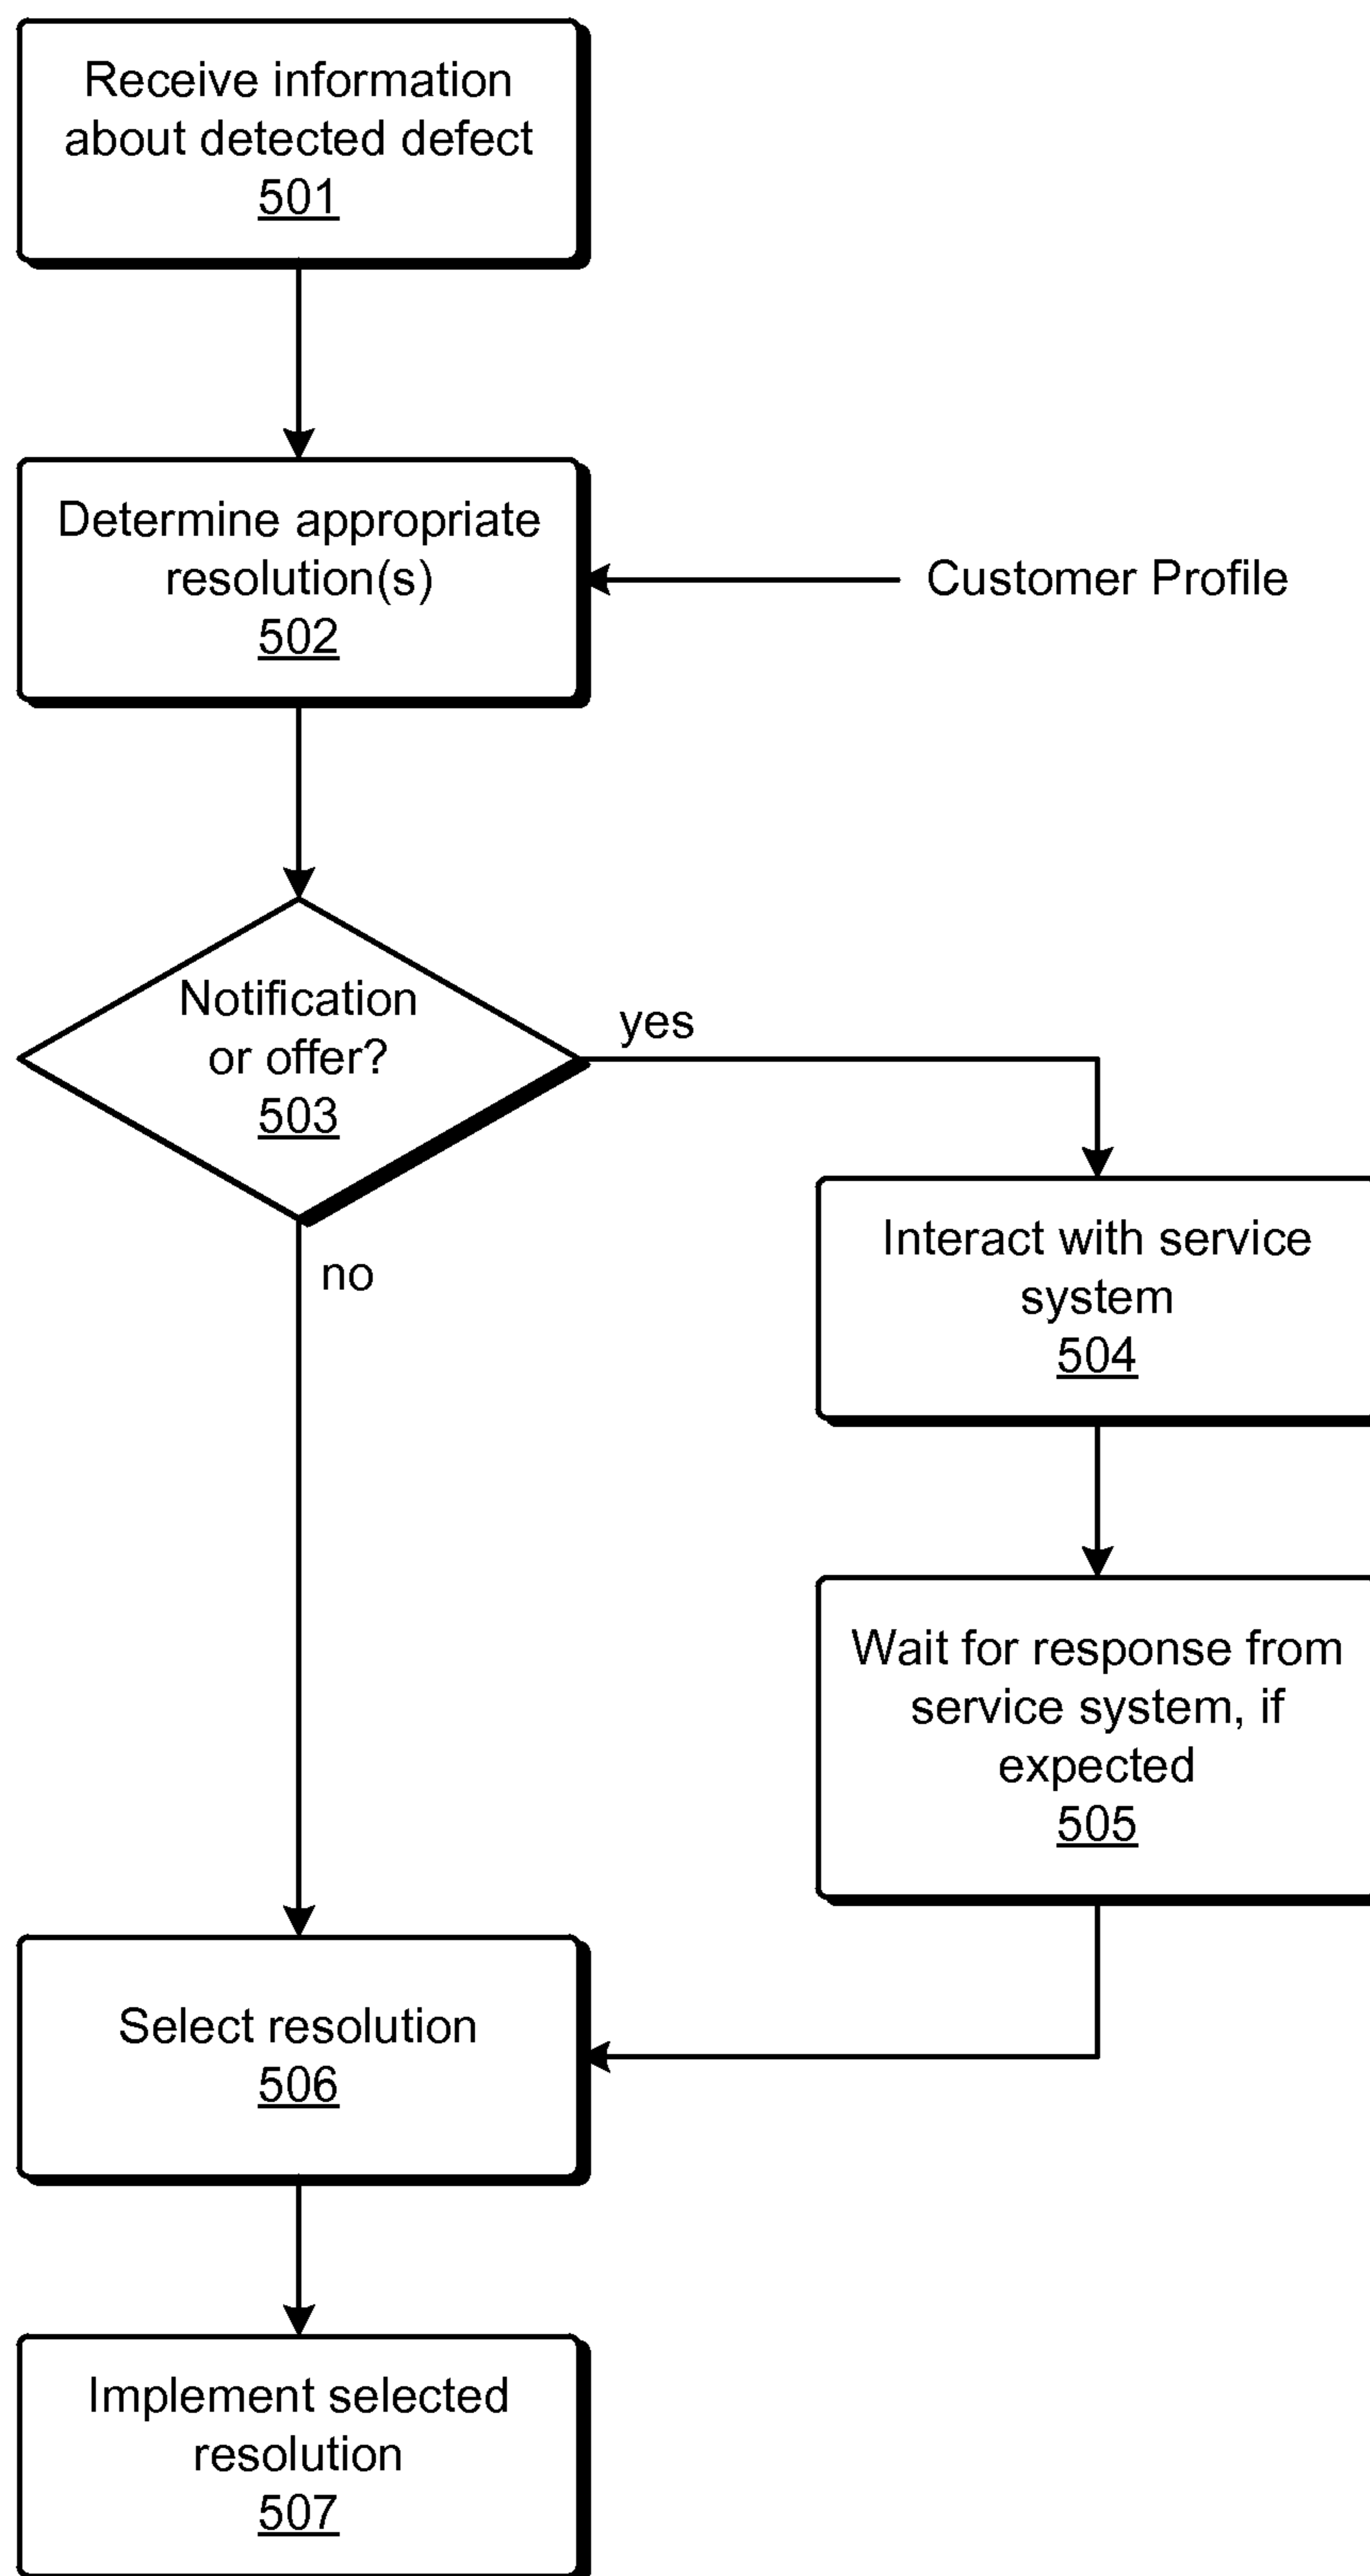 Receive information
about detected defect
501
Determine appropriate
resolution(s)
502
Customer Profile
Notification
or offer?
503
yes
no
Interact with service
system
504
Wait for response from
service system, if
expected
505
Select resolution
506
Implement selected
resolution
507